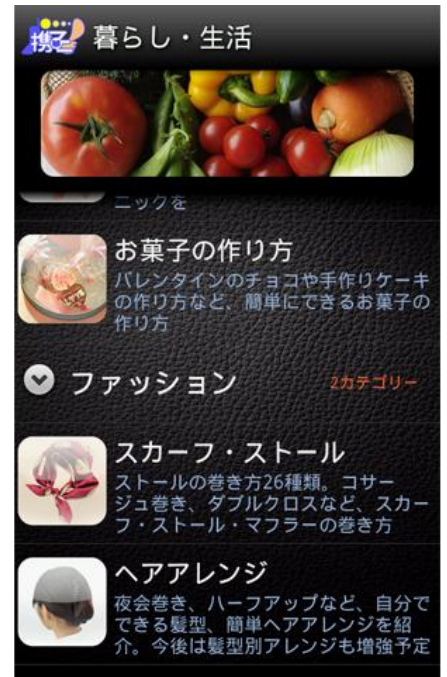 携子 暮らし・生活
ニックを
お菓子の作り方
バレンタインのチョコや手作りケーキ
の作り方など、簡単にできるお菓子の
作り方
ファッション 2カテゴリー
スカーフ・ストール
ストールの巻き方26種類。コサー
ジュ巻き、ダブルクロスなど、スカー
フ・ストール・マフラーの巻き方
ヘアアレンジ
夜会巻き、ハーフアップなど、自分で
できる髪型、簡単ヘアアレンジを紹
介。今後は髪型別アレンジも増強予定